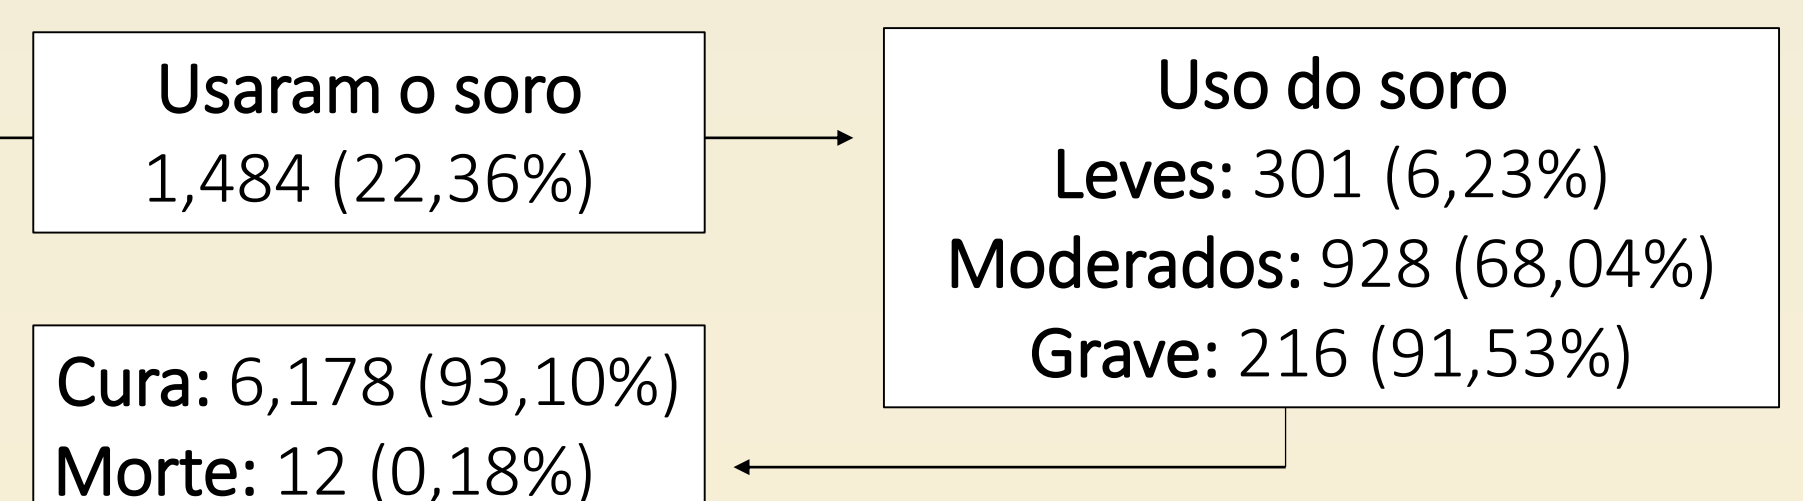 Usaram o soro
1,484 (22,36%)
Uso do soro
Leves: 301 (6,23%)
Moderados: 928 (68,04%)
Grave: 216 (91,53%)
Cura: 6,178 (93,10%)
Morte: 12 (0,18%)